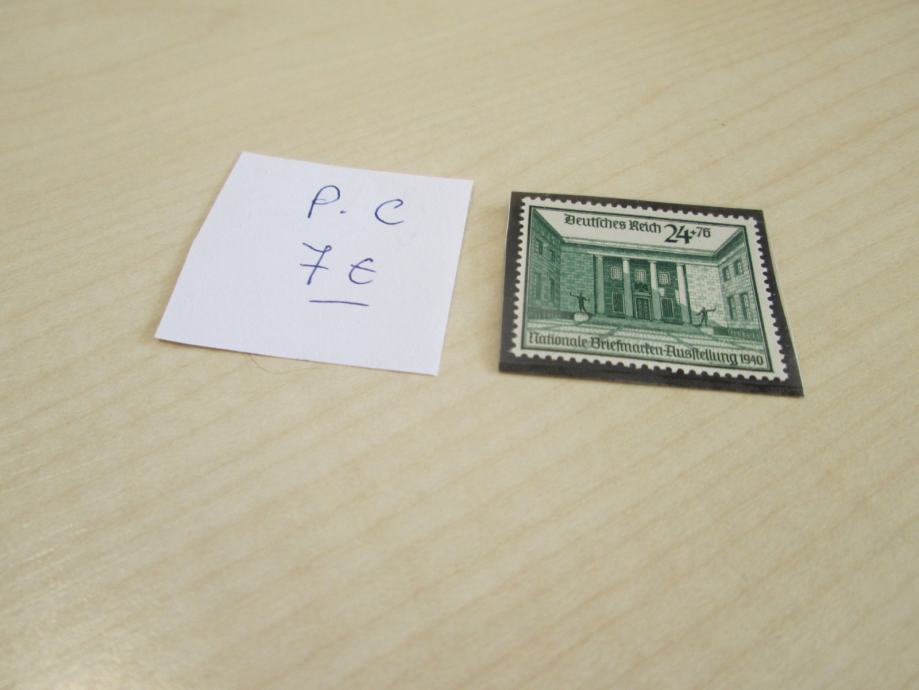 P. C
7 €
Deutsches Reich 24+76
Nationale Briefmarken-Ausstellung 1940